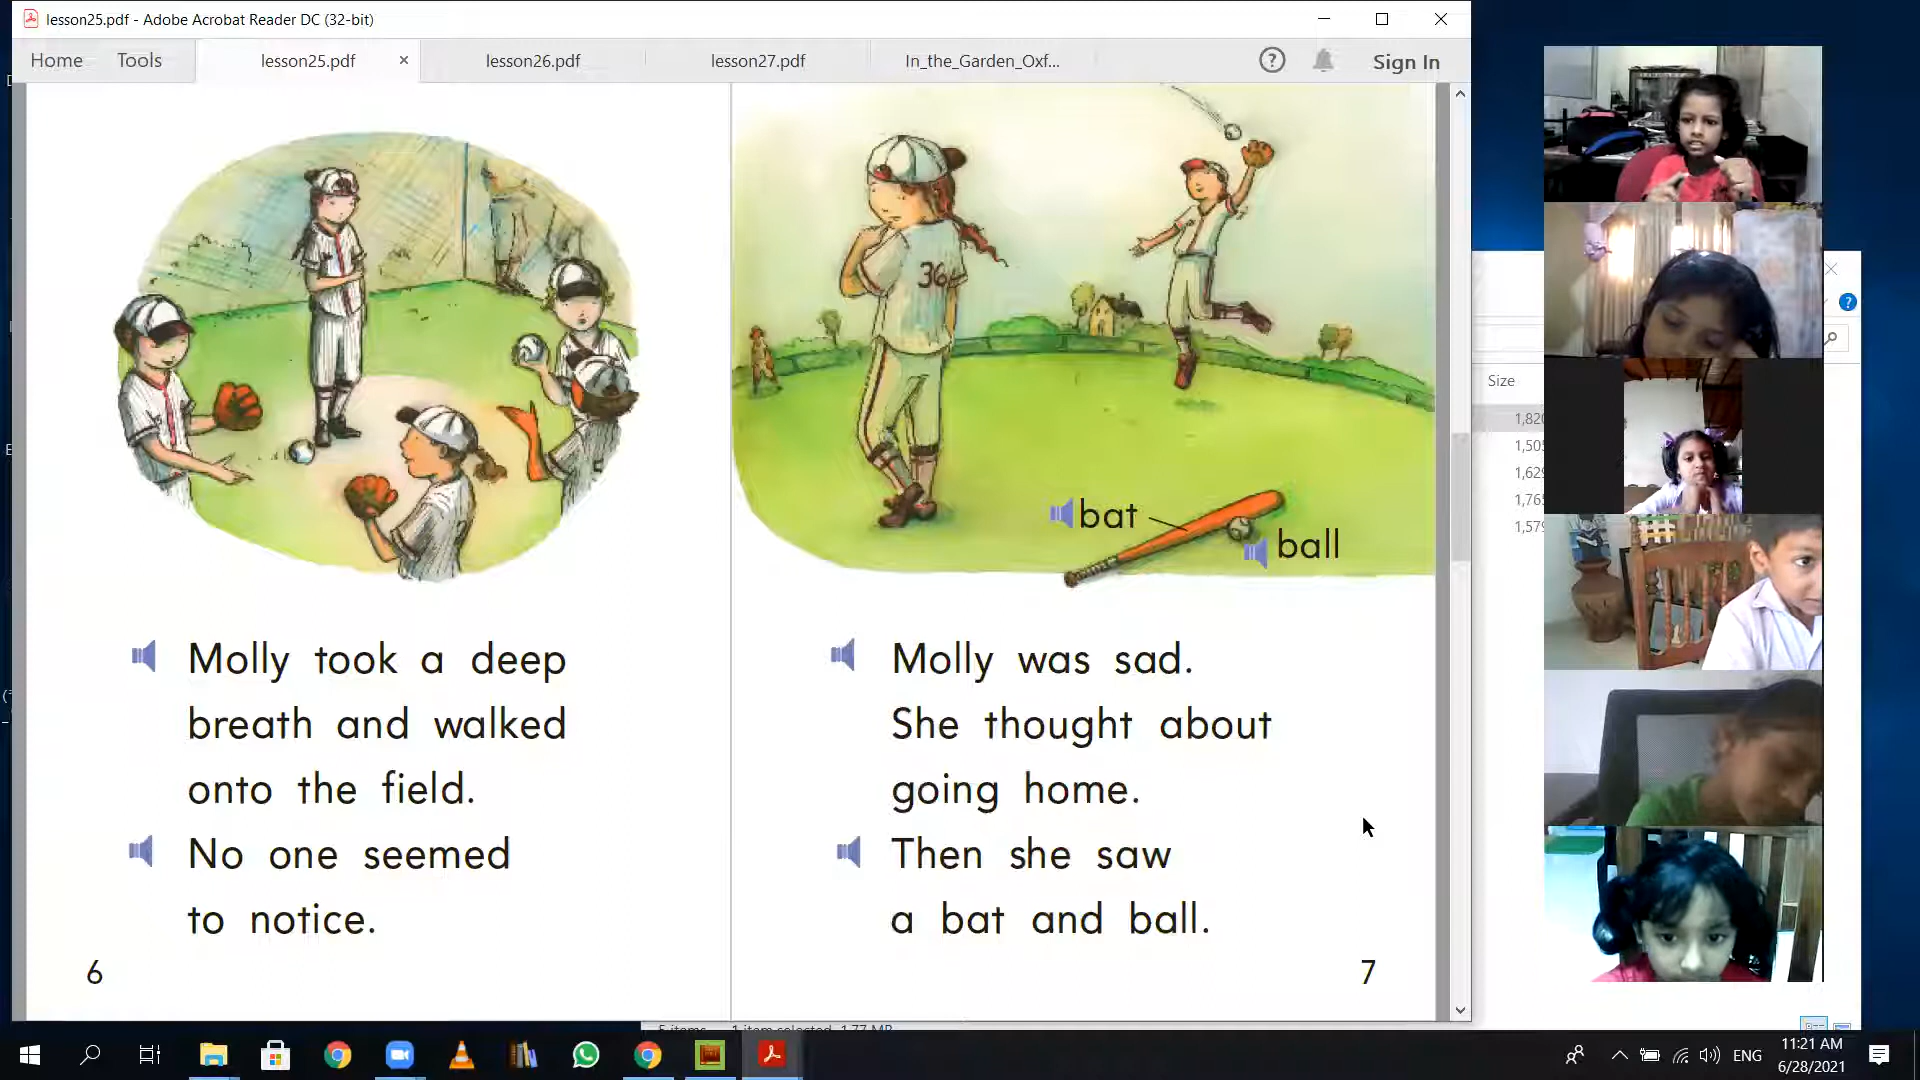 lesson25.pdf - Adobe Acrobat Reader DC (32-bit)
Home Tools lesson25.pdf lesson26.pdf lesson27.pdf In_the_Garden_Oxf... Sign In
36
bat
ball
Molly took a deep
breath and walked
onto the field.
No one seemed
to notice.
6
Molly was sad.
She thought about
going home.
Then she saw
a bat and ball.
7
Size
ENG
11:21 AM
6/28/2021